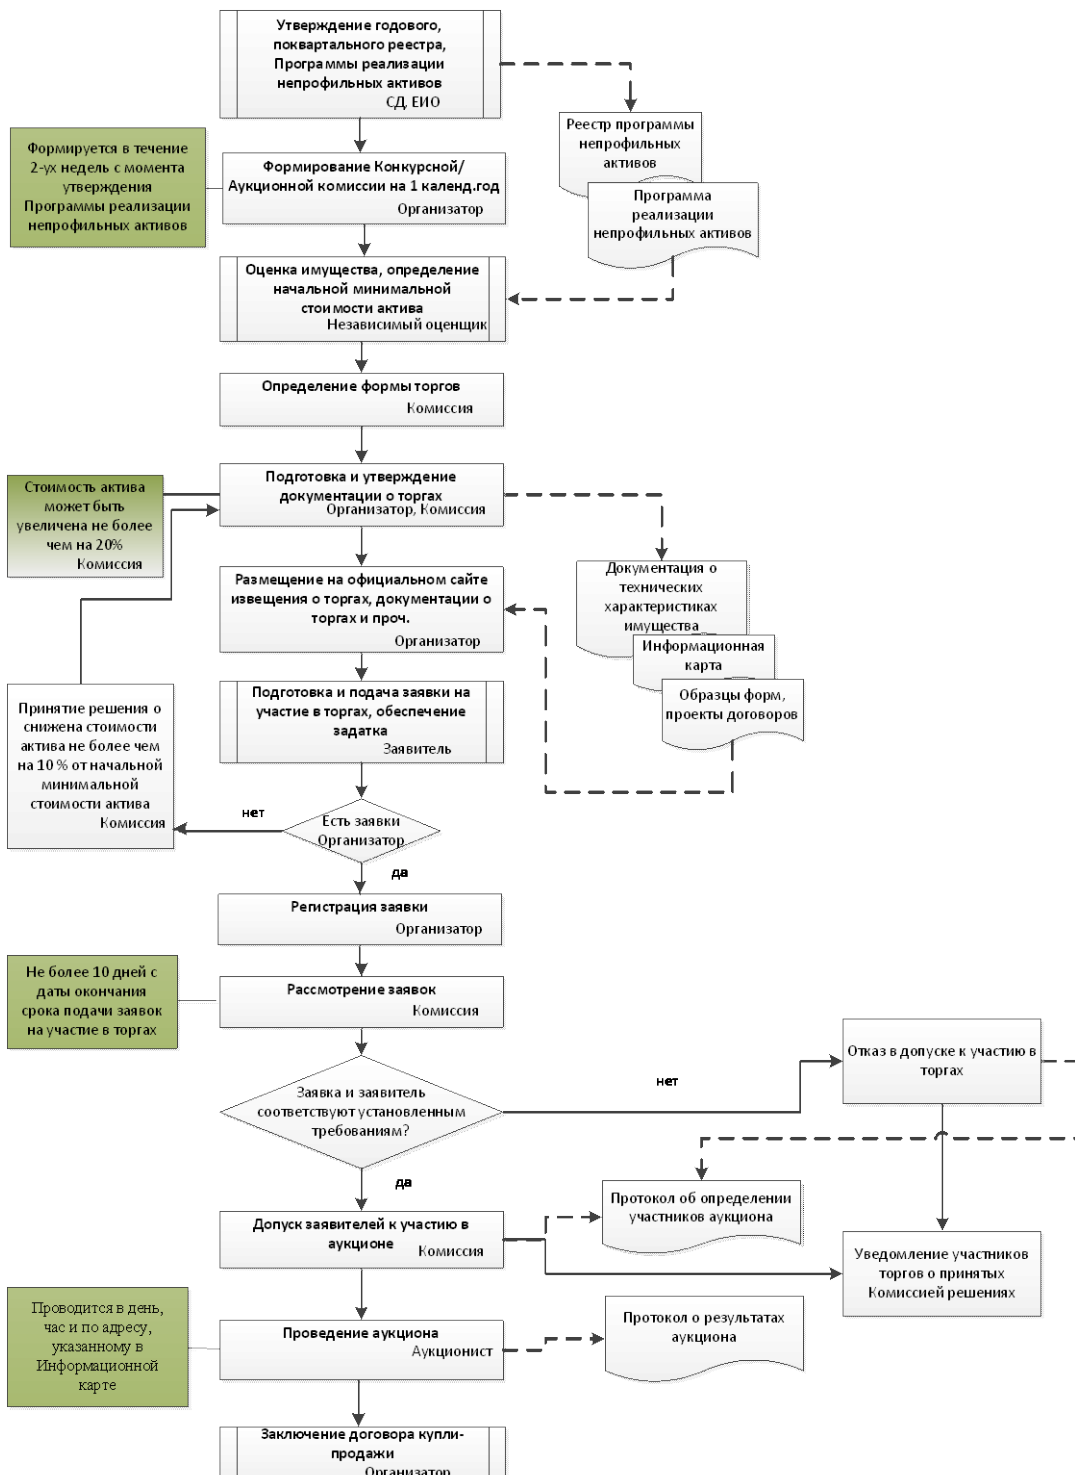 Утверждение годового,
поквартального реестра,
Программы реализации
непрофильных активов
СД, ЕИО
Реестр программы
непрофильных
активов
Программа
реализации
непрофильных активов
Формируется в течение
2-ух недель с момента
утверждения
Программы реализации
непрофильных активов
Формирование Конкурсной/
Аукционной комиссии на 1 календ.год
Организатор
Оценка имущества, определение
начальной минимальной
стоимости актива
Независимый оценщик
Определение формы торгов
Комиссия
Стоимость актива
может быть
увеличена не более
чем на 20%
Комиссия
Подготовка и утверждение
документации о торгах
Организатор, Комиссия
Документация о
технических
характеристиках
имущества
Информационная
карта
Образцы форм,
проекты договоров
Размещение на официальном сайте
извещения о торгах, документации о
торгах и проч.
Организатор
Подготовка и подача заявки на
участие в торгах, обеспечение
задатка
Заявитель
Принятие решения о
снижена стоимости
актива не более чем
на 10 % от начальной
минимальной
стоимости актива
Комиссия
нет
Есть заявки
Организатор
да
Регистрация заявки
Организатор
Не более 10 дней с
даты окончания
срока подачи заявок
на участие в торгах
Рассмотрение заявок
Комиссия
Заявка и заявитель
соответствуют установленным
требованиям?
нет
Отказ в допуске к участию в
торгах
да
Допуск заявителей к участию в
аукционе
Комиссия
Протокол об определении
участников аукциона
Уведомление участников
торгов о принятых
Комиссией решениях
Проводится в день,
час и по адресу,
указанному в
Информационной
карте
Проведение аукциона
Аукционист
Протокол о результатах
аукциона
Заключение договора купли-
продажи
Организатор